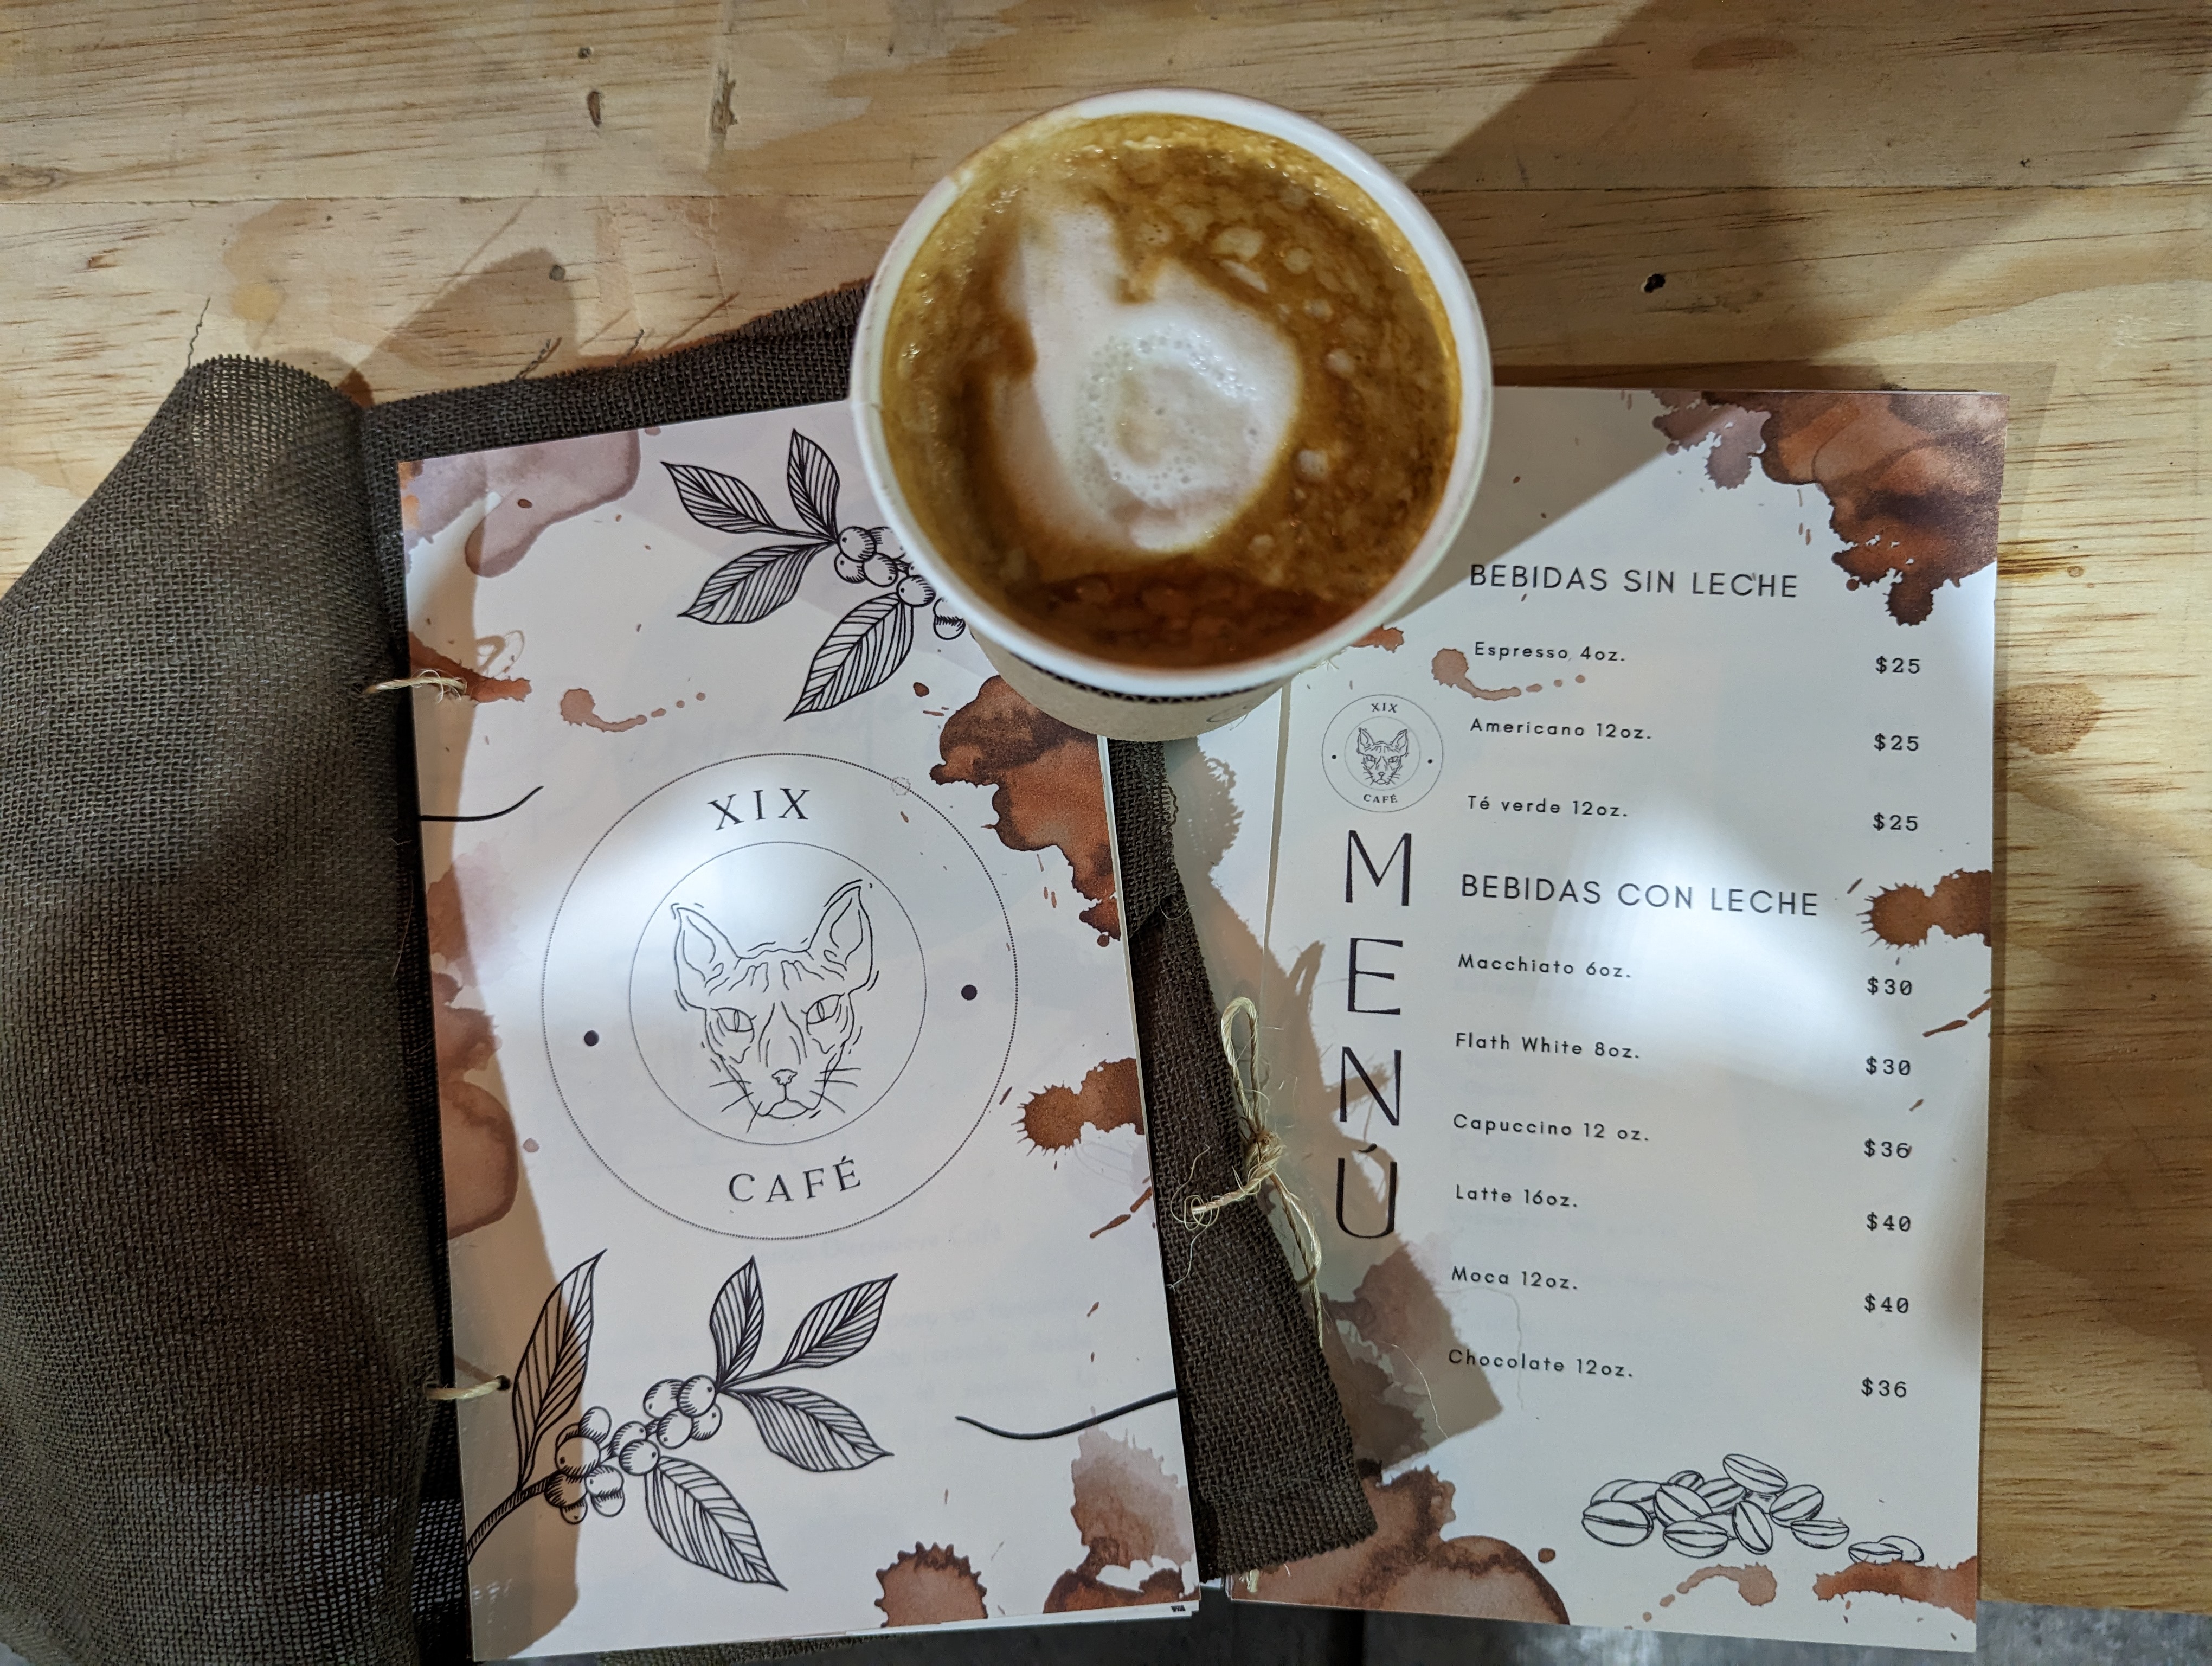 XIX
CAFÉ
XIX
CAFÉ
MENÚ
BEBIDAS SIN LECHE
Espresso 4oz. $25
Americano 12oz. $25
Té verde 12oz. $25
BEBIDAS CON LECHE
Macchiato 6oz. $30
Flath White 8oz. $30
Capuccino 12 oz. $36
Latte 16oz. $40
Moca 12oz. $40
Chocolate 12oz. $36